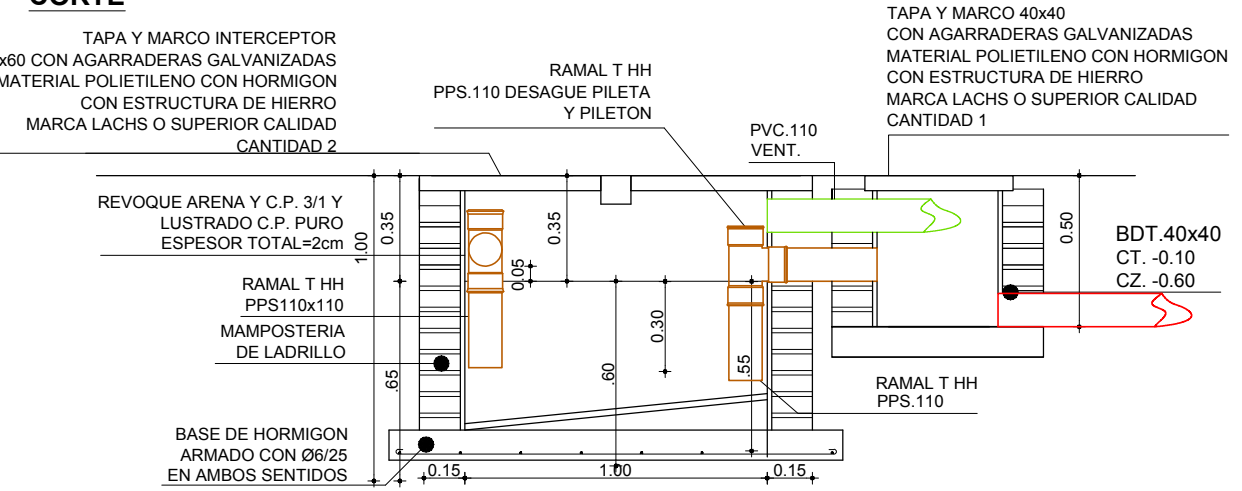 CORTE
TAPA Y MARCO INTERCEPTOR
x60 CON AGARRADERAS GALVANIZADAS
MATERIAL POLIETILENO CON HORMIGON
CON ESTRUCTURA DE HIERRO
MARCA LACHS O SUPERIOR CALIDAD
CANTIDAD 2
RAMAL T HH
PPS.110 DESAGUE PILETA
Y PILETON
PVC.110
VENT.
TAPA Y MARCO 40x40
CON AGARRADERAS GALVANIZADAS
MATERIAL POLIETILENO CON HORMIGON
CON ESTRUCTURA DE HIERRO
MARCA LACHS O SUPERIOR CALIDAD
CANTIDAD 1
REVOQUE ARENA Y C.P. 3/1 Y
LUSTRADO C.P. PURO
ESPESOR TOTAL=2cm
1.00
0.35
0.35
0.05
0.50
BDT.40x40
CT. -0.10
CZ. -0.60
RAMAL T HH
PPS110x110
MAMPOSTERIA
DE LADRILLO
.65
.60
0.30
.55
RAMAL T HH
PPS.110
BASE DE HORMIGON
ARMADO CON Ø6/25
EN AMBOS SENTIDOS
0.15
1.00
0.15